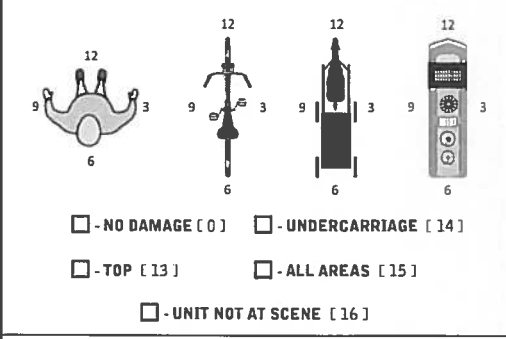 12 12 12 12
9 3 9 3 9 3 9 3
6 6 6 6
- NO DAMAGE [ 0 ] - UNDERCARRIAGE [ 14 ]
- TOP [ 13 ] - ALL AREAS [ 15 ]
- UNIT NOT AT SCENE [ 16 ]